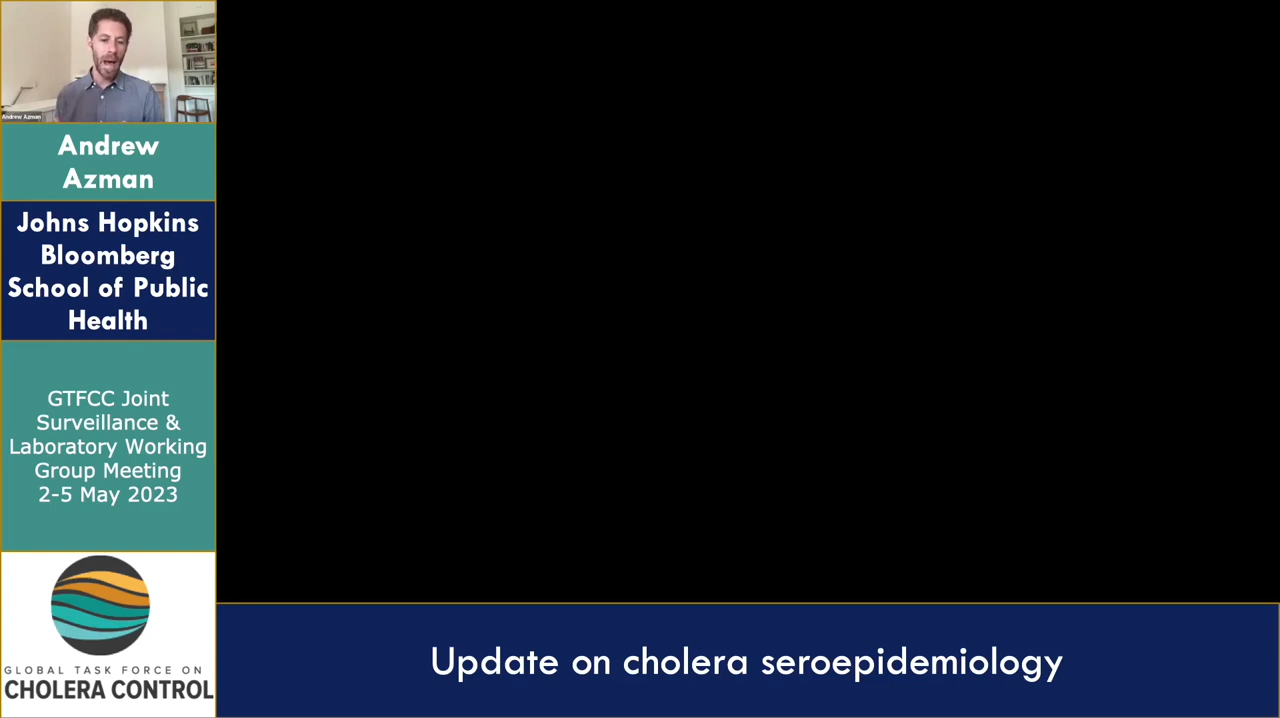 Andrew Azman
Andrew
Azman
Johns Hopkins
Bloomberg
School of Public
Health
GTFCC Joint
Surveillance &
Laboratory Working
Group Meeting
2-5 May 2023
GLOBAL TASK FORCE ON
CHOLERA CONTROL
Update on cholera seroepidemiology